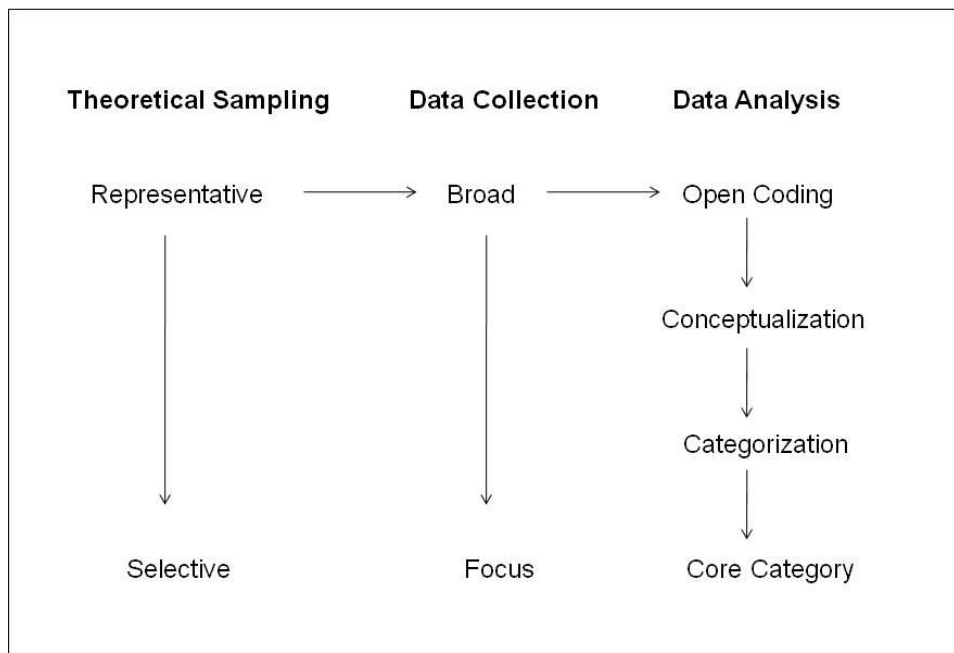 Theoretical Sampling Data Collection Data Analysis
Representative Broad Open Coding
Conceptualization
Categorization
Selective Focus Core Category